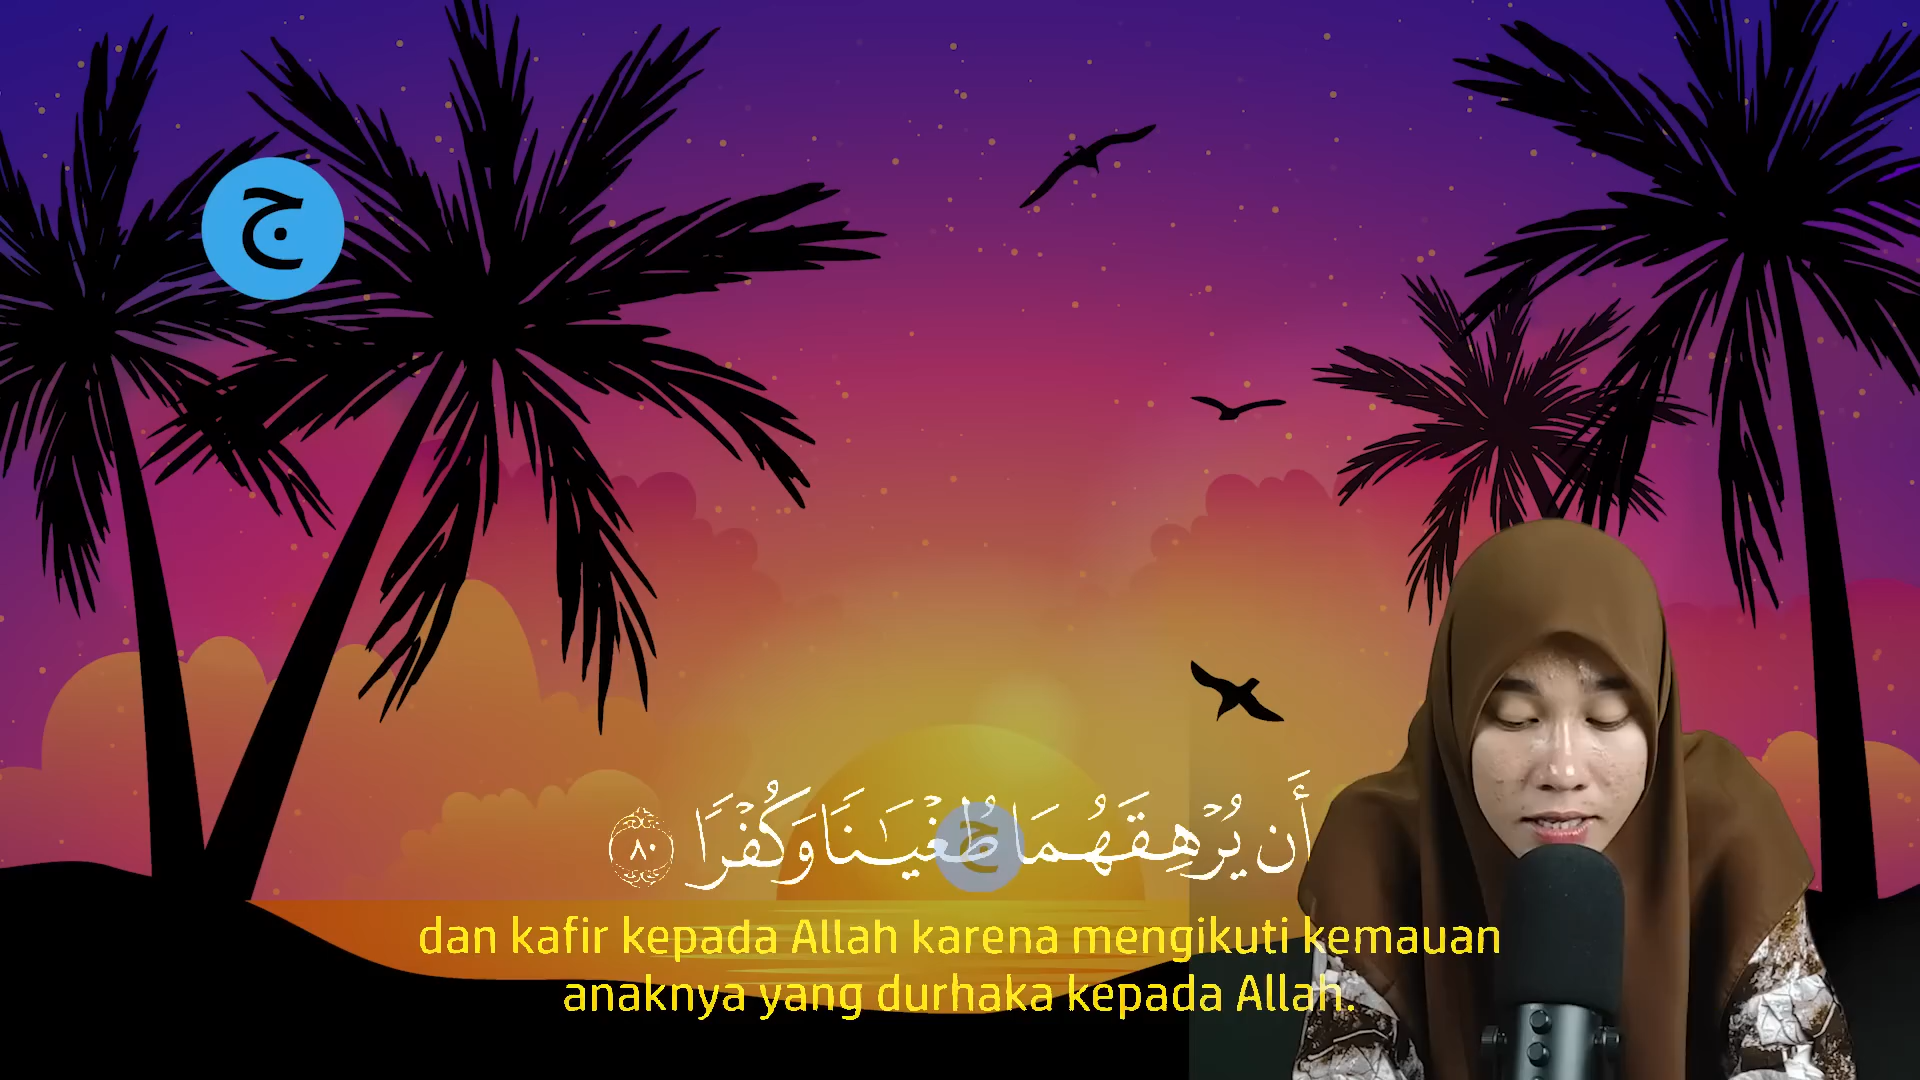 ج
أَن يُرْهِقَهُمَا طُغْيَـٰنًا وَكُفْرًا ٨٠
ج
dan kafir kepada Allah karena mengikuti kemauan
anaknya yang durhaka kepada Allah.